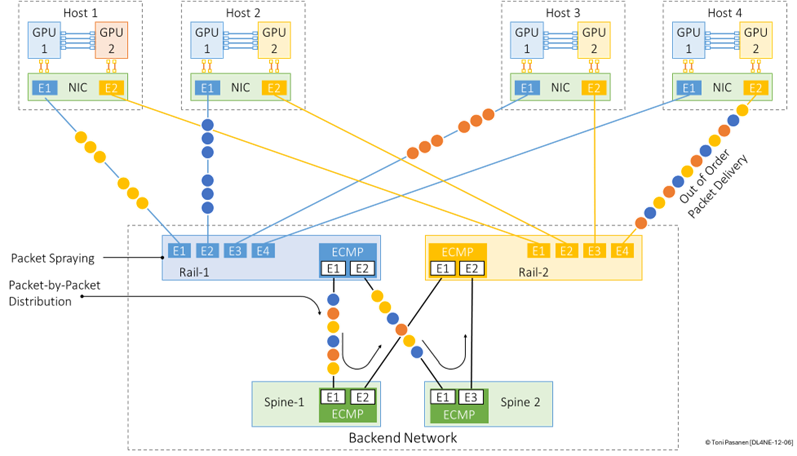 Host 1
Host 2
Host 3
Host 4
GPU
1
GPU
2
GPU
1
GPU
2
GPU
1
GPU
2
GPU
1
GPU
2
E1 NIC E2
E1 NIC E2
E1 NIC E2
E1 NIC E2
Out of Order
Packet Delivery
Packet Spraying
E1 E2 E3 E4
Rail-1
ECMP
E1 E2
ECMP
E1 E2
E1 E2 E3 E4
Rail-2
Packet-by-Packet
Distribution
Spine-1
E1 E2
ECMP
E1 E3
ECMP
Spine 2
Backend Network
© Toni Pasanen [DL4NE-12-06]